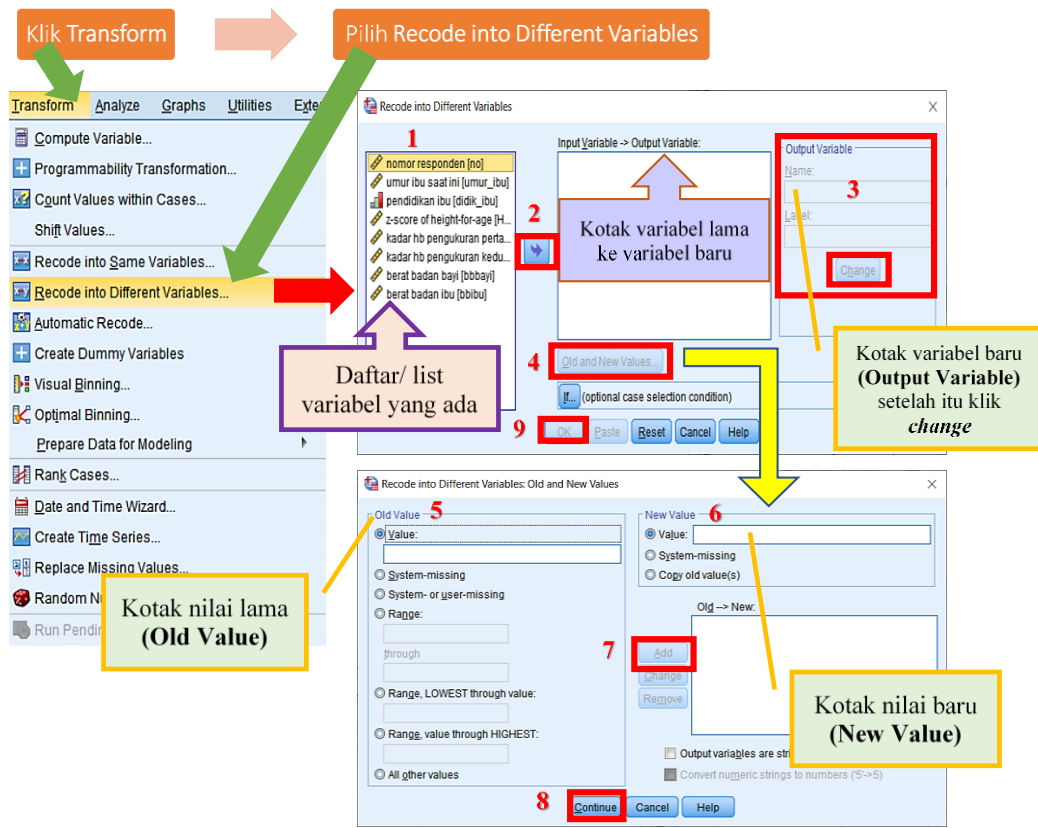 Klik Transform
Pilih Recode into Different Variables
Transform Analyze Graphs Utilities Exte
Compute Variable...
Programmability Transformation...
Count Values within Cases...
Shift Values...
Recode into Same Variables...
Recode into Different Variables...
Automatic Recode...
Create Dummy Variables
Visual Binning...
Optimal Binning...
Prepare Data for Modeling
Rank Cases...
Date and Time Wizard...
Create Time Series...
Replace Missing Values...
Random Nu
Run Pendin
Kotak nilai lama
(Old Value)
Recode into Different Variables
1
nomor responden [no]
umur ibu saat ini [umur_ibu]
pendidikan ibu [didik_ibu]
z-score of height-for-age [H...
kadar hb pengukuran perta...
kadar hb pengukuran kedu...
berat badan bayi [bbbayi]
berat badan ibu [bbibu]
Daftar/ list
variabel yang ada
2
Input Variable -> Output Variable:
Kotak variabel lama
ke variabel baru
Output Variable
Name:
3
Label:
Change
Kotak variabel baru
(Output Variable)
setelah itu klik
change
4
Old and New Values...
If... (optional case selection condition)
9
OK Paste Reset Cancel Help
Recode into Different Variables: Old and New Values
Old Value 5
Value:
System-missing
System- or user-missing
Range:
through
Range, LOWEST through value:
Range, value through HIGHEST:
All other values
New Value 6
Value:
System-missing
Copy old value(s)
Old --> New:
7
Add
Change
Remove
Kotak nilai baru
(New Value)
Output variables are stri
Convert numeric strings to numbers ('5'->5)
8
Continue Cancel Help